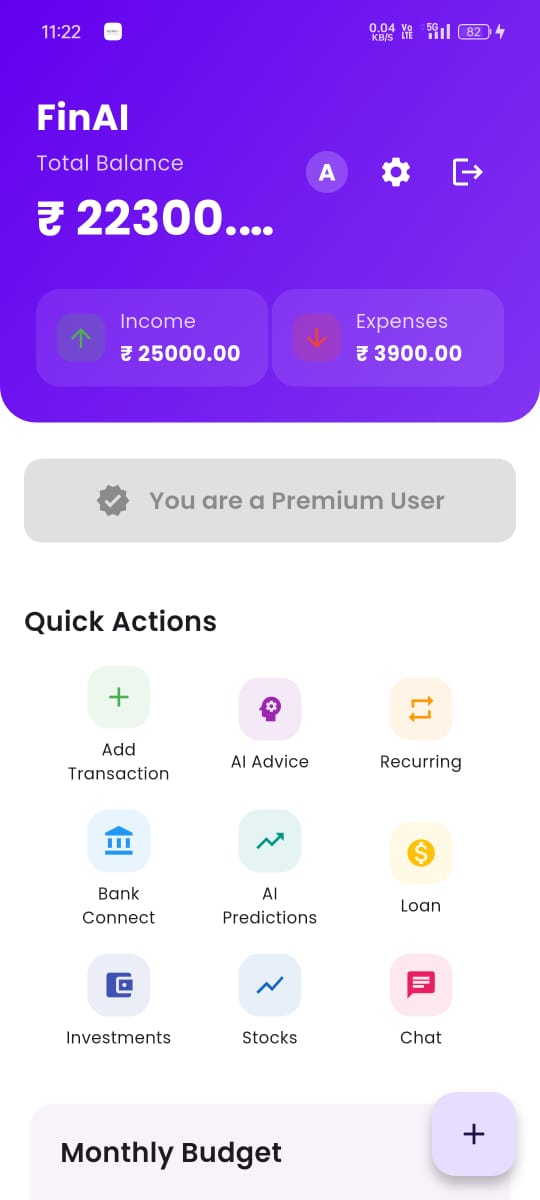 11:22
0.04
KB/S
Vo
LTE
5G
82
FinAI
Total Balance
A
₹ 22300....
Income
₹ 25000.00
Expenses
₹ 3900.00
You are a Premium User
Quick Actions
Add
Transaction
AI Advice
Recurring
Bank
Connect
AI
Predictions
Loan
Investments
Stocks
Chat
Monthly Budget